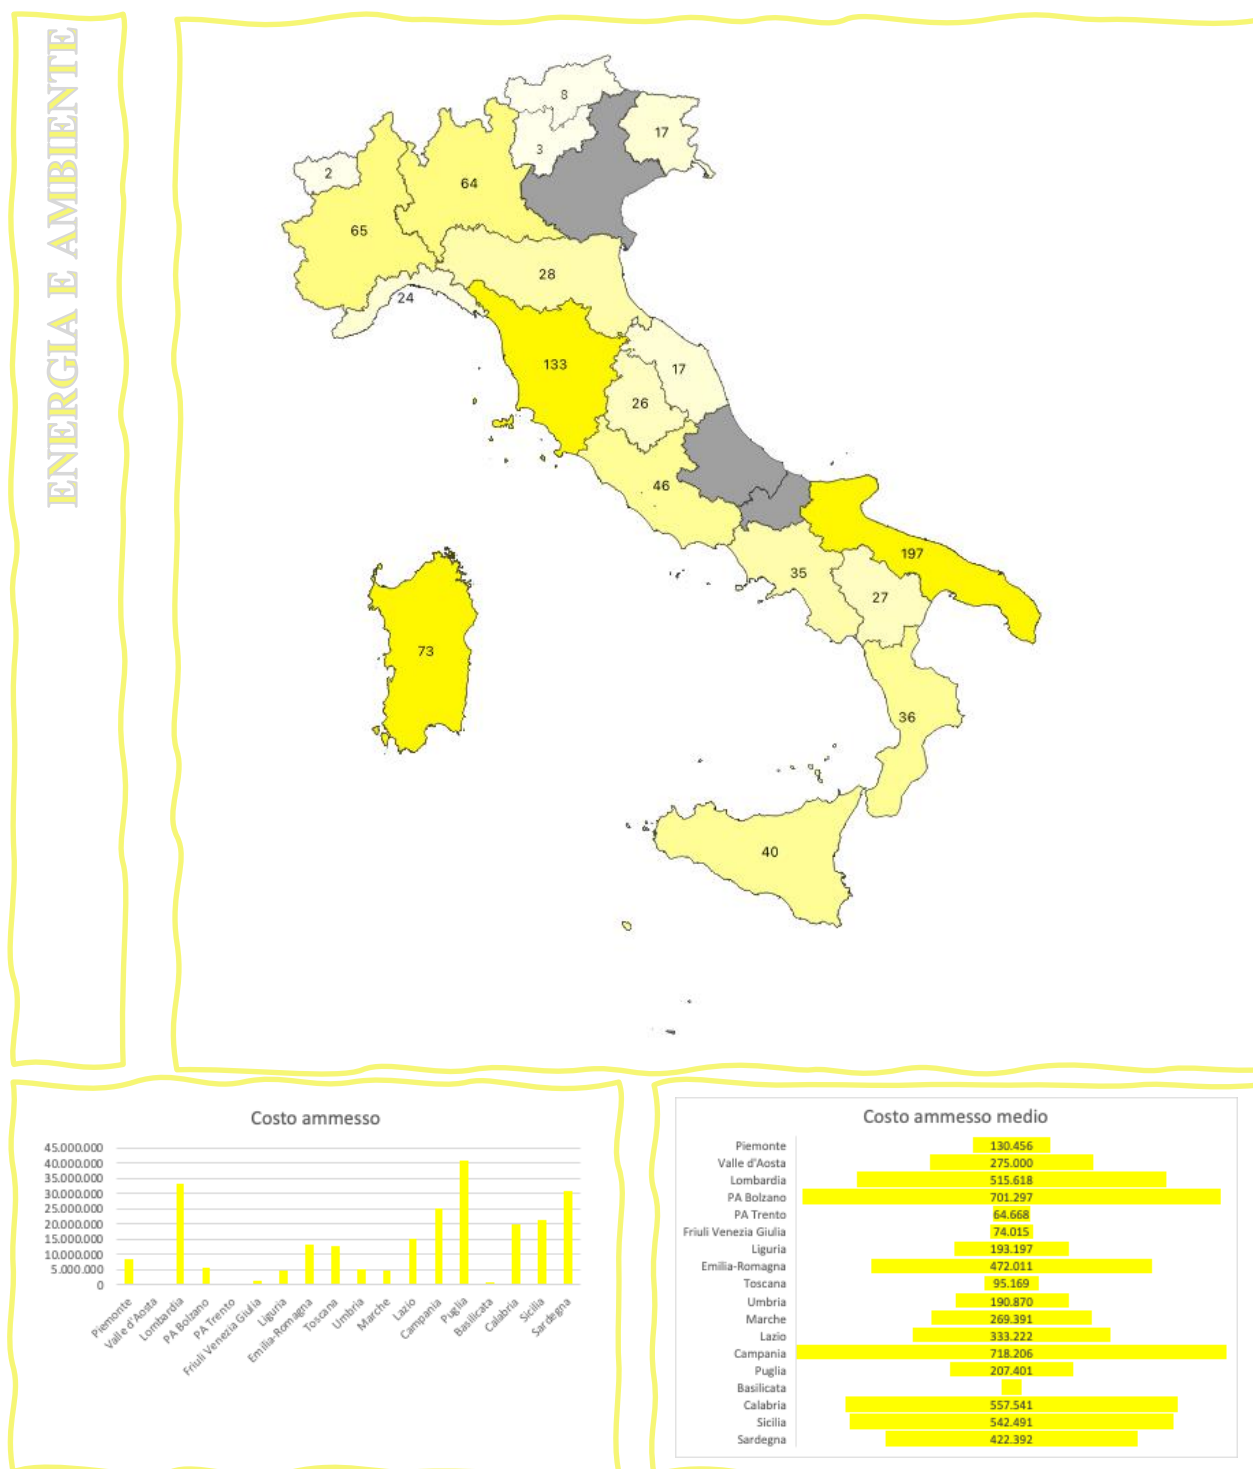 ENERGIA E AMBIENTE
8
3
17
2
64
65
28
24
133
17
26
46
197
35
27
73
36
40
Costo ammesso
45.000.000
40.000.000
35.000.000
30.000.000
25.000.000
20.000.000
15.000.000
10.000.000
5.000.000
0
Piemonte
Valle d'Aosta
Lombardia
PA Bolzano
PA Trento
Friuli Venezia Giulia
Liguria
Emilia-Romagna
Toscana
Umbria
Marche
Lazio
Campania
Puglia
Basilicata
Calabria
Sicilia
Sardegna
Costo ammesso medio
Piemonte 130.456
Valle d'Aosta 275.000
Lombardia 515.618
PA Bolzano 701.297
PA Trento 64.668
Friuli Venezia Giulia 74.015
Liguria 193.197
Emilia-Romagna 472.011
Toscana 95.169
Umbria 190.870
Marche 269.391
Lazio 333.222
Campania 718.206
Puglia 207.401
Basilicata
Calabria 557.541
Sicilia 542.491
Sardegna 422.392